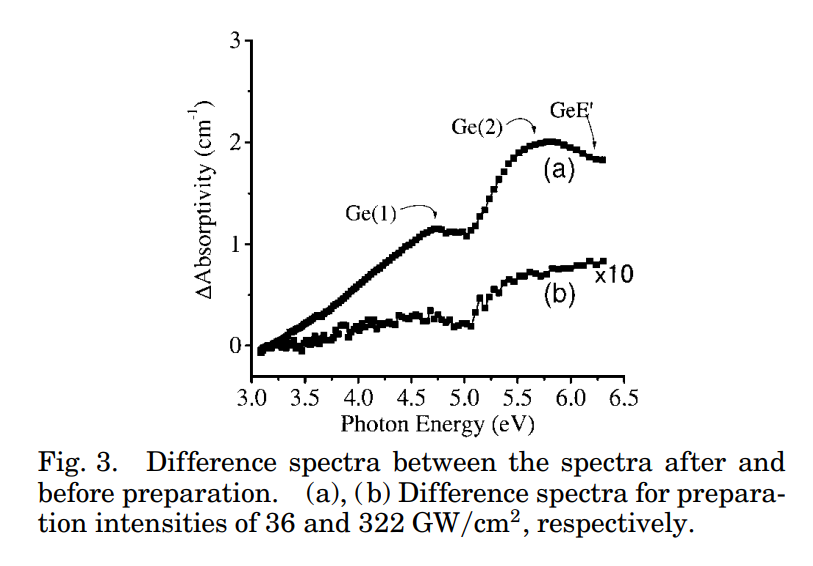 3
GeE'
Ge(2)
2
(a)
Ge(1)
1
x10
(b)
0
ΔAbsorptivity (cm⁻¹)
3.0 3.5 4.0 4.5 5.0 5.5 6.0 6.5
Photon Energy (eV)
Fig. 3. Difference spectra between the spectra after and
before preparation. (a), (b) Difference spectra for prepara-
tion intensities of 36 and 322 GW/cm², respectively.